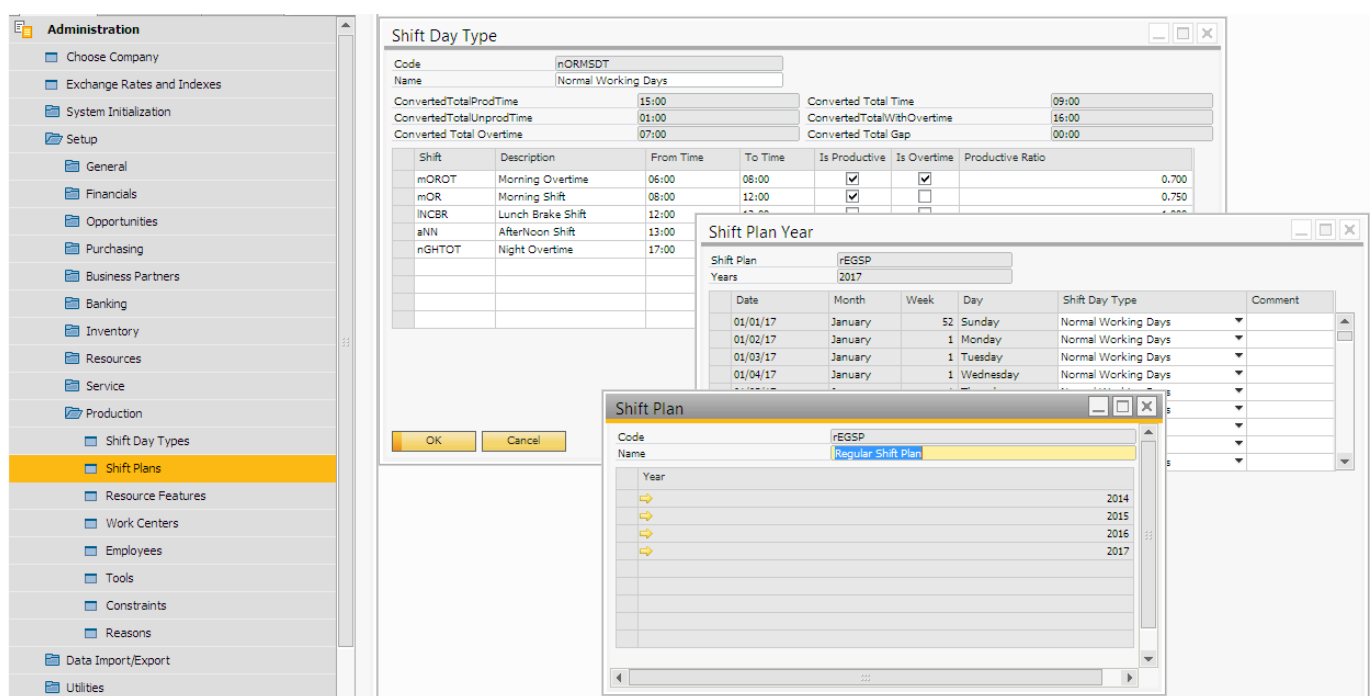 Administration
Choose Company
Exchange Rates and Indexes
System Initialization
Setup
General
Financials
Opportunities
Purchasing
Business Partners
Banking
Inventory
Resources
Service
Production
Shift Day Types
Shift Plans
Resource Features
Work Centers
Employees
Tools
Constraints
Reasons
Data Import/Export
Utilities
Shift Day Type
Code nORMSDT
Name Normal Working Days
ConvertedTotalProdTime 15:00 Converted Total Time 09:00
ConvertedTotalUnprodTime 01:00 ConvertedTotalWithOvertime 16:00
Converted Total Overtime 07:00 Converted Total Gap 00:00
Shift Description From Time To Time Is Productive Is Overtime Productive Ratio
mOROT Morning Overtime 06:00 08:00 0.700
mOR Morning Shift 08:00 12:00 0.750
lNCBR Lunch Brake Shift 12:00
aNN AfterNoon Shift 13:00
nGHTOT Night Overtime 17:00
OK Cancel
Shift Plan Year
Shift Plan rEGSP
Years 2017
Date Month Week Day Shift Day Type Comment
01/01/17 January 52 Sunday Normal Working Days
01/02/17 January 1 Monday Normal Working Days
01/03/17 January 1 Tuesday Normal Working Days
01/04/17 January 1 Wednesday Normal Working Days
Shift Plan
Code rEGSP
Name Regular Shift Plan
Year
2014
2015
2016
2017